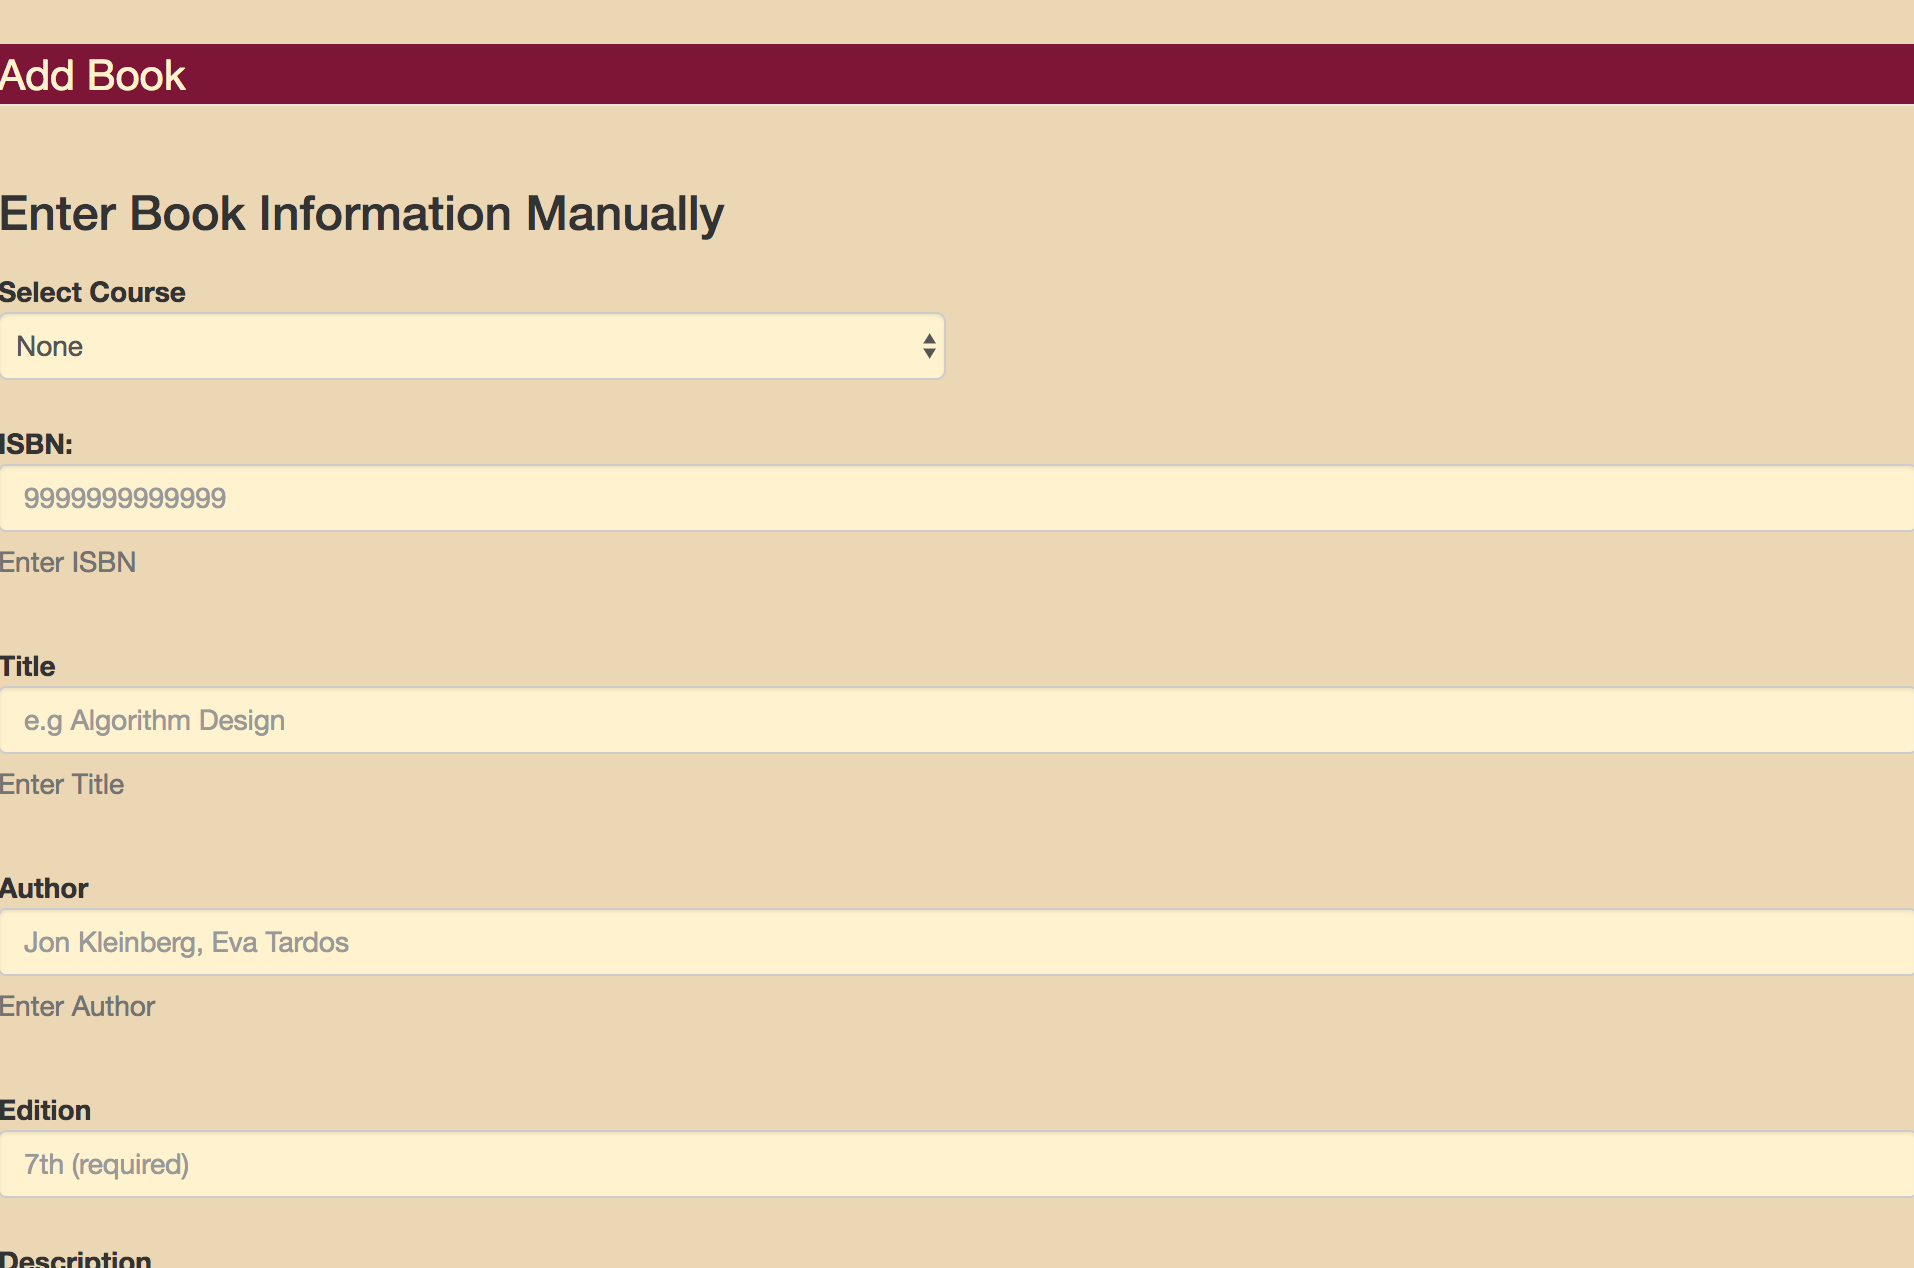 Add Book
Enter Book Information Manually
Select Course
None
ISBN:
9999999999999
Enter ISBN
Title
e.g Algorithm Design
Enter Title
Author
Jon Kleinberg, Eva Tardos
Enter Author
Edition
7th (required)
Description